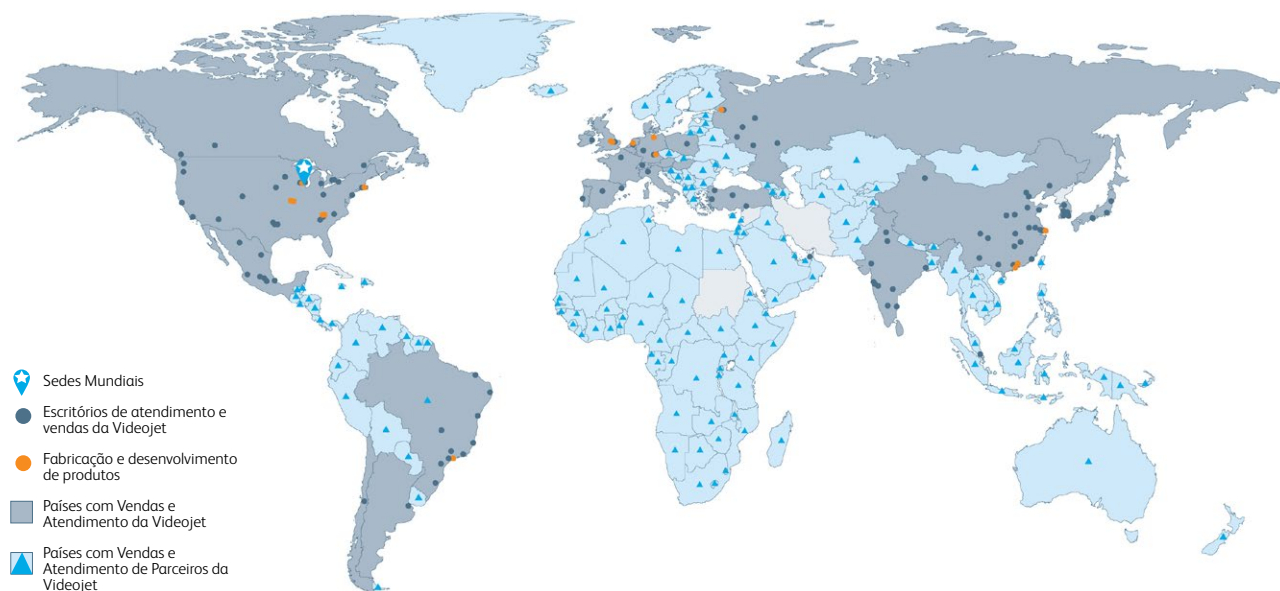 Sedes Mundiais
Escritórios de atendimento e
vendas da Videojet
Fabricação e desenvolvimento
de produtos
Países com Vendas e
Atendimento da Videojet
Países com Vendas e
Atendimento de Parceiros da
Videojet